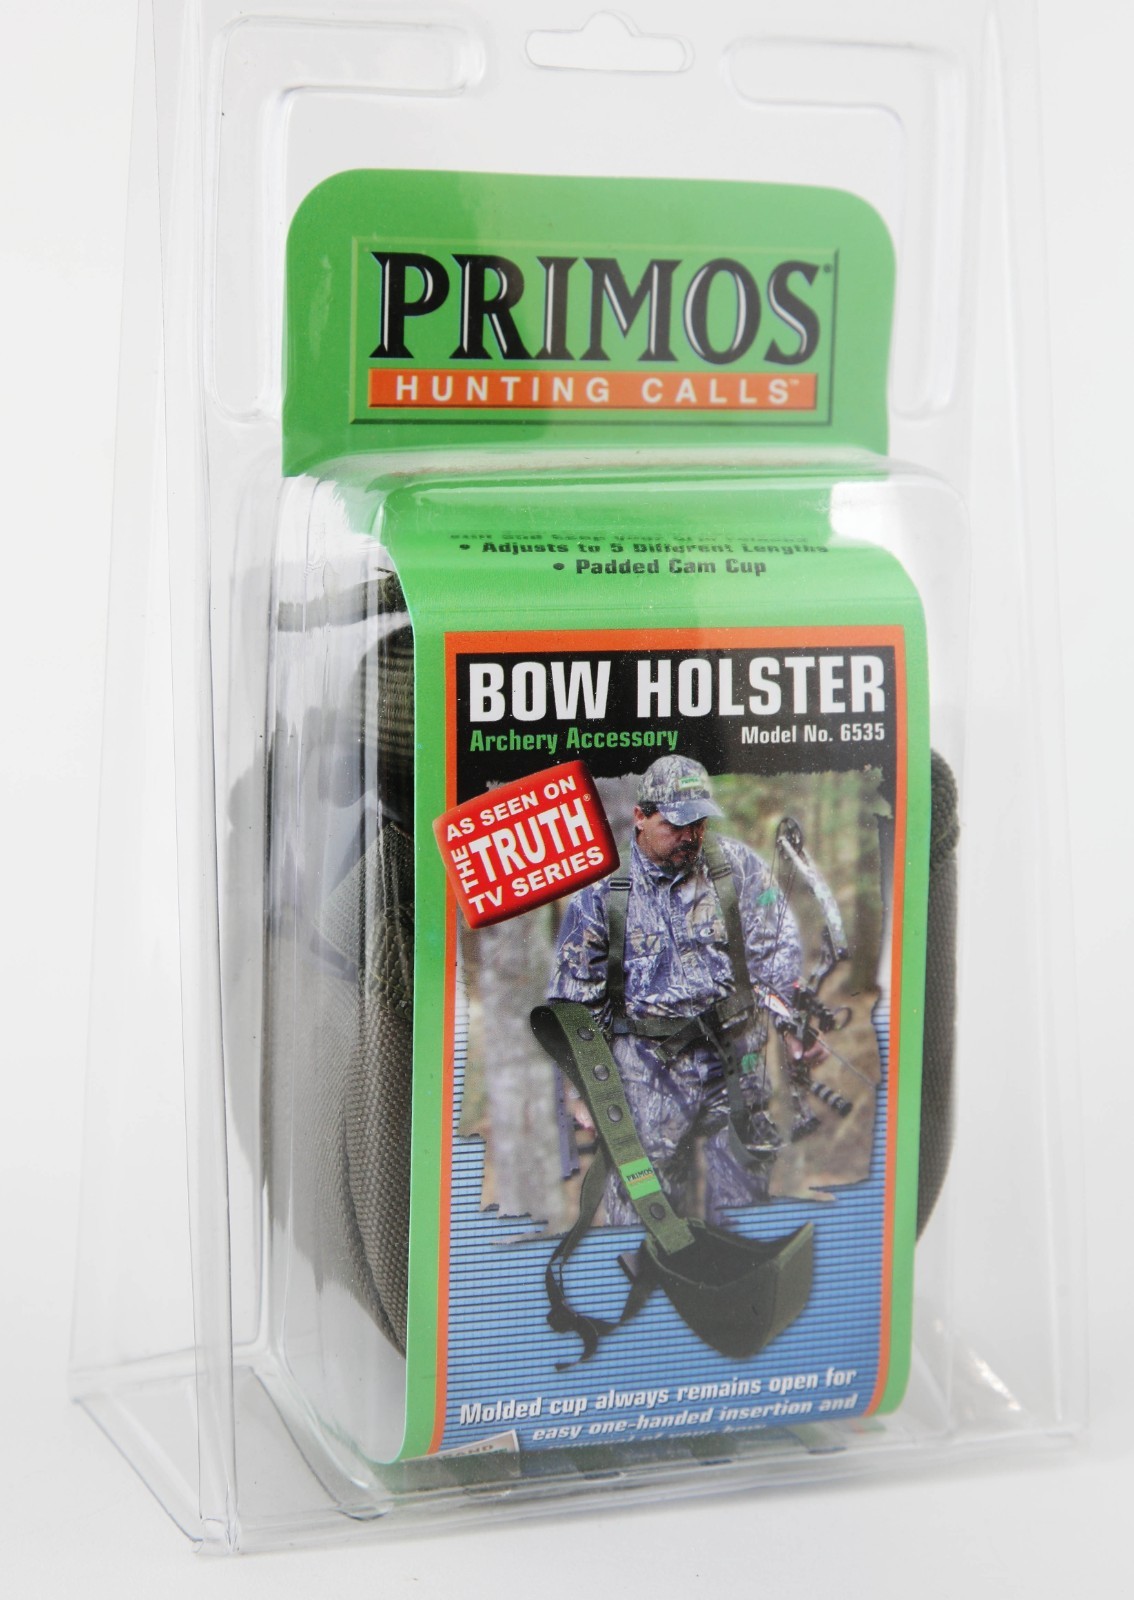 PRIMOS®
HUNTING CALLS™
• Adjusts to 5 Different Lengths
• Padded Cam Cup
BOW HOLSTER
Archery Accessory Model No. 6535
AS SEEN ON
THE TRUTH®
TV SERIES
PRIMOS
Molded cup always remains open for
easy one-handed insertion and